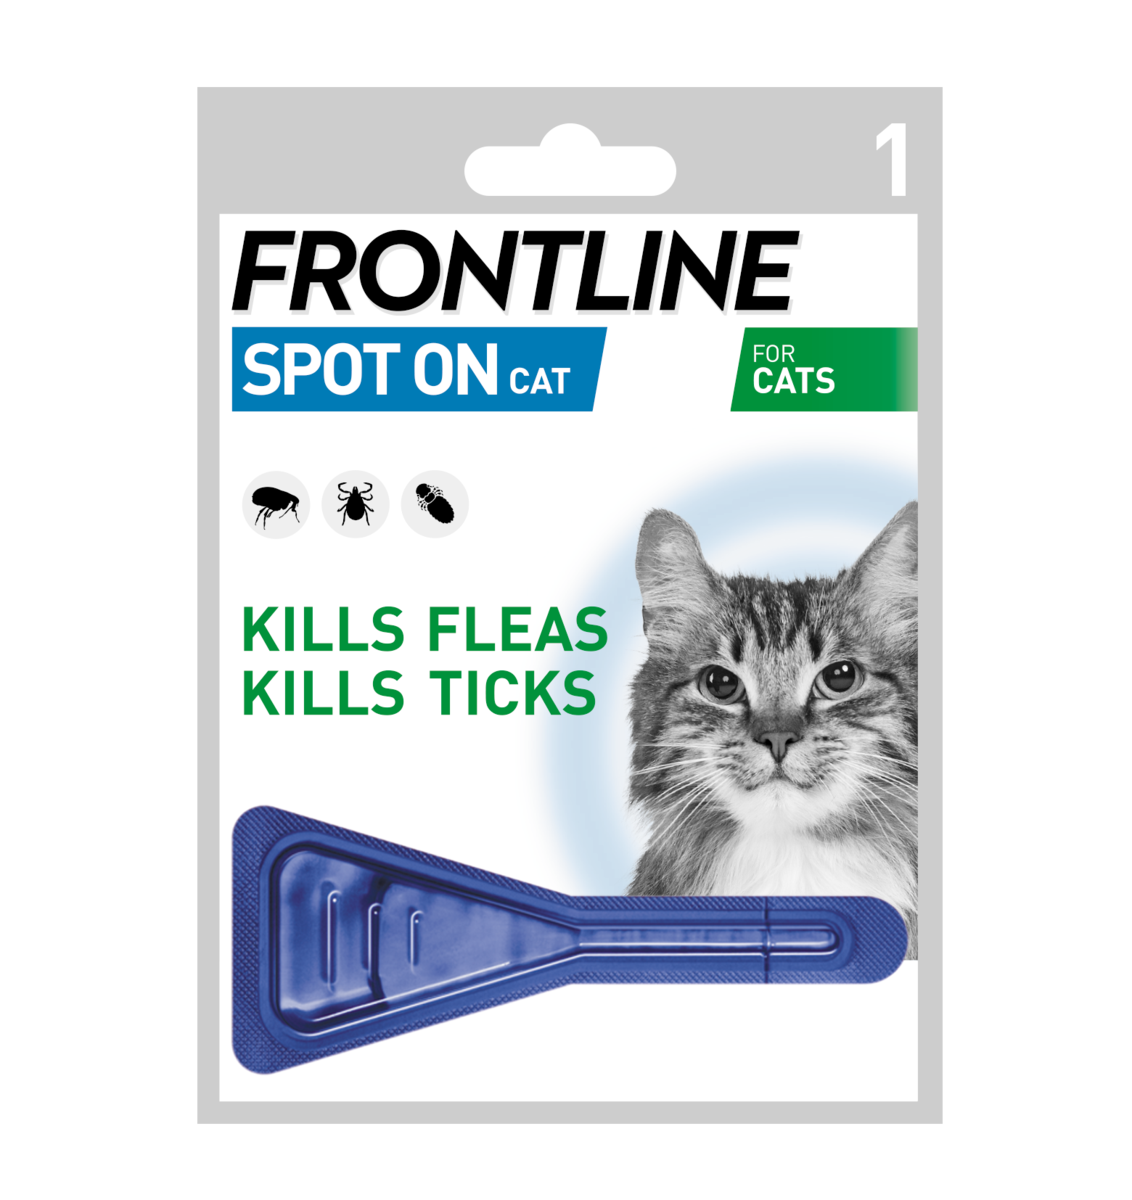 1
FRONTLINE
SPOT ON CAT
FOR
CATS
KILLS FLEAS
KILLS TICKS